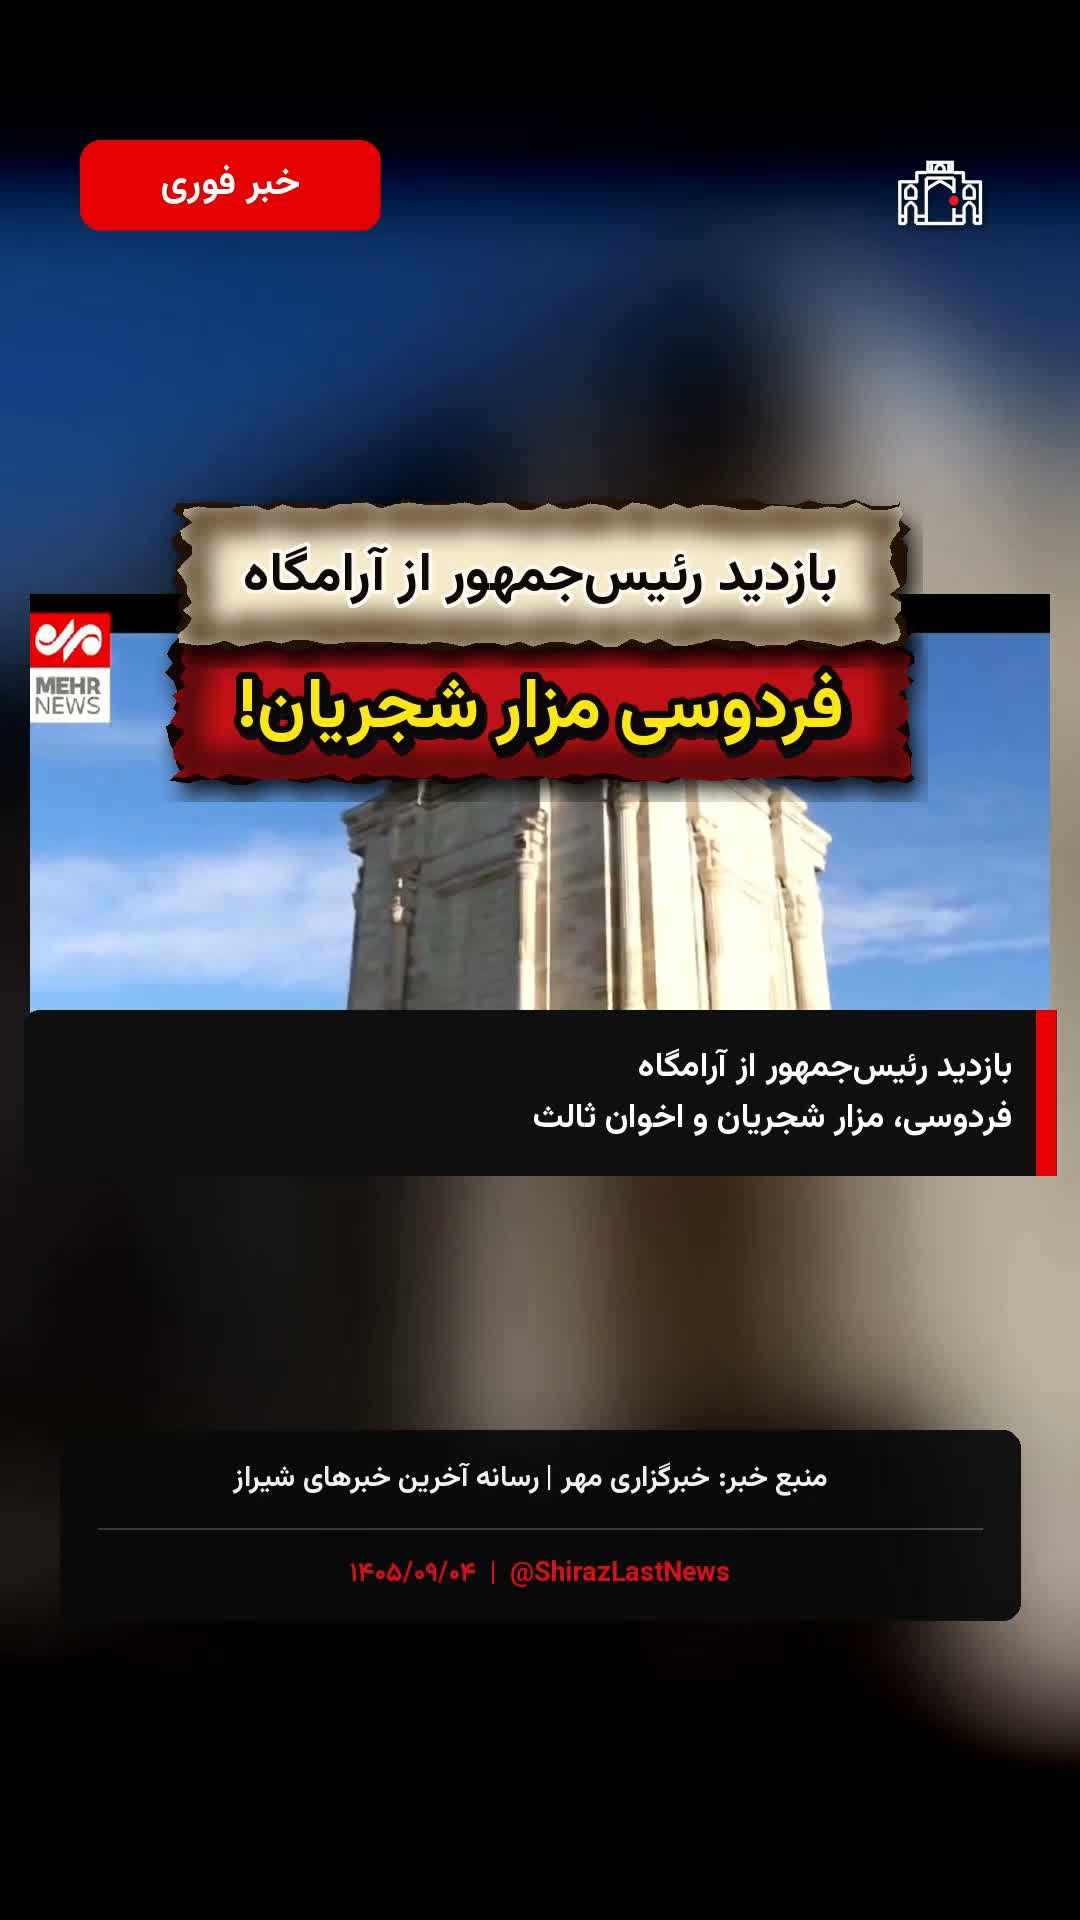 خبر فوری
بازدید رئیس‌جمهور از آرامگاه
فردوسی مزار شجریان!
MEHR
NEWS
بازدید رئیس‌جمهور از آرامگاه
فردوسی، مزار شجریان و اخوان ثالث
منبع خبر: خبرگزاری مهر | رسانه آخرین خبرهای شیراز
@ShirazLastNews | ۱۴۰۵/۰۹/۰۴